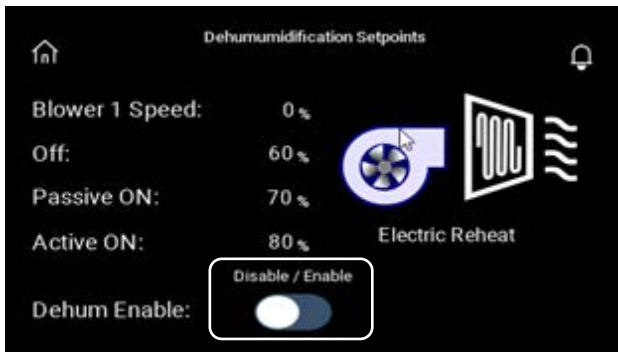 Dehumumidification Setpoints
Blower 1 Speed: 0 %
Off: 60 %
Passive ON: 70 %
Active ON: 80 %
Electric Reheat
Disable / Enable
Dehum Enable: